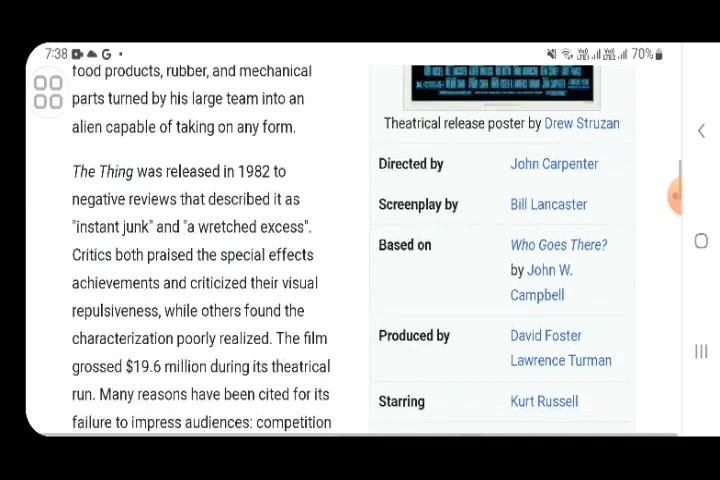 7:38 G
70%
food products, rubber, and mechanical
parts turned by his large team into an
alien capable of taking on any form.
The Thing was released in 1982 to
negative reviews that described it as
"instant junk" and "a wretched excess".
Critics both praised the special effects
achievements and criticized their visual
repulsiveness, while others found the
characterization poorly realized. The film
grossed $19.6 million during its theatrical
run. Many reasons have been cited for its
failure to impress audiences: competition
Theatrical release poster by Drew Struzan
Directed by John Carpenter
Screenplay by Bill Lancaster
Based on Who Goes There?
by John W.
Campbell
Produced by David Foster
Lawrence Turman
Starring Kurt Russell